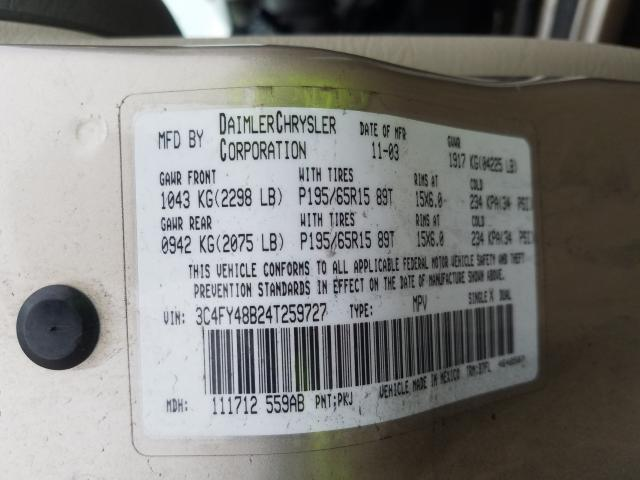 MFD BY DAIMLERCHRYSLER CORPORATION DATE OF MFR 11-03 GVWR 1917 KG(04225 LB)
GAWR FRONT WITH TIRES RIMS AT COLD
1043 KG(2298 LB) P195/65R15 89T 15X6.0 234 KPA(34 PSI)
GAWR REAR WITH TIRES RIMS AT COLD
0942 KG(2075 LB) P195/65R15 89T 15X6.0 234 KPA(34 PSI)
THIS VEHICLE CONFORMS TO ALL APPLICABLE FEDERAL MOTOR VEHICLE SAFETY AND THEFT
PREVENTION STANDARDS IN EFFECT ON THE DATE OF MANUFACTURE SHOWN ABOVE.
VIN: 3C4FY48B24T259727 TYPE: MPV SINGLE X DUAL
VEHICLE MADE IN MEXICO
MDH: 111712 559AB PNT;PKJ